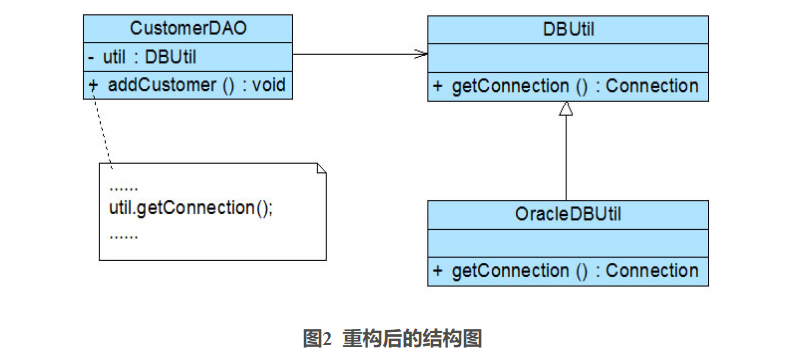 CustomerDAO
- util : DBUtil
+ addCustomer () : void
......
util.getConnection();
......
DBUtil
+ getConnection () : Connection
OracleDBUtil
+ getConnection () : Connection
图2 重构后的结构图